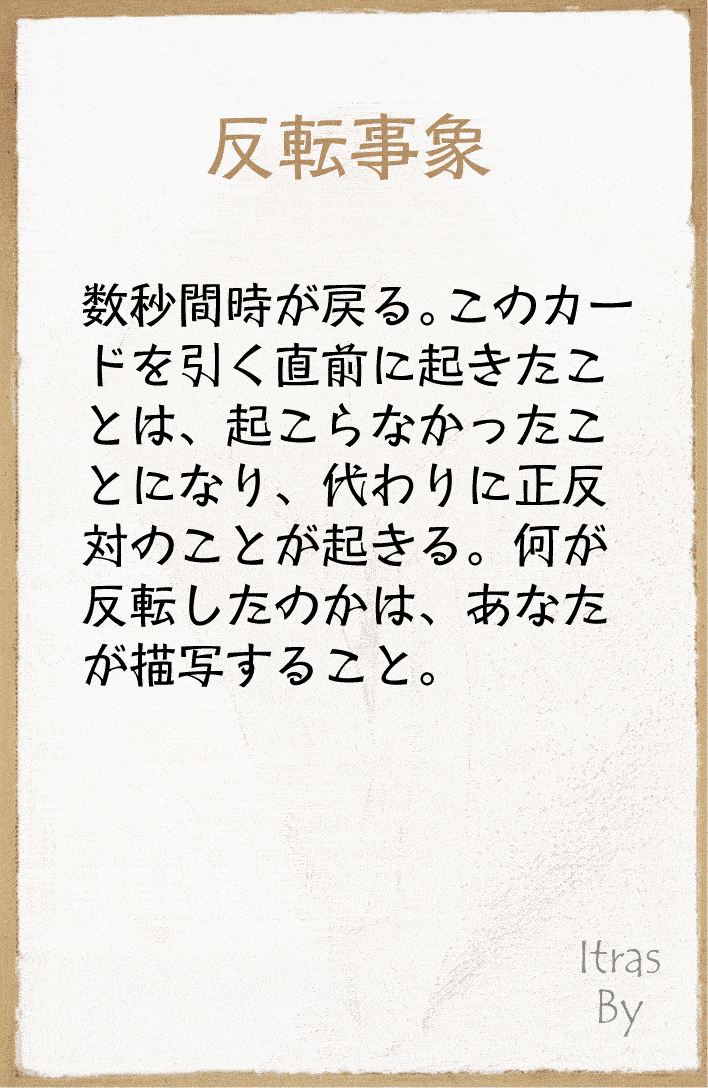 反転事象
数秒間時が戻る。このカー
ドを引く直前に起きたこ
とは、起こらなかったこ
とになり、代わりに正反
対のことが起きる。何が
反転したのかは、あなた
が描写すること。
Itras
By